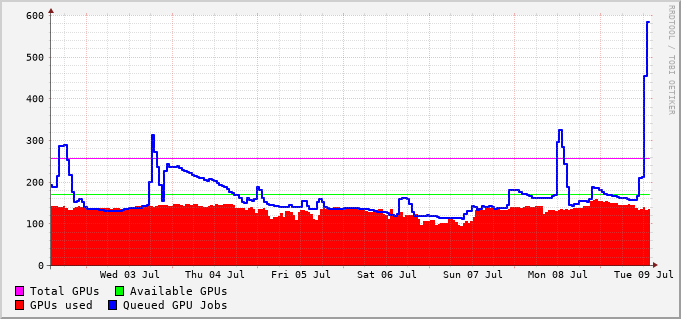 600
500
400
300
200
100
0
Wed 03 Jul Thu 04 Jul Fri 05 Jul Sat 06 Jul Sun 07 Jul Mon 08 Jul Tue 09 Jul
Total GPUs Available GPUs
GPUs used Queued GPU Jobs
RRDTOOL / TOBI OETIKER